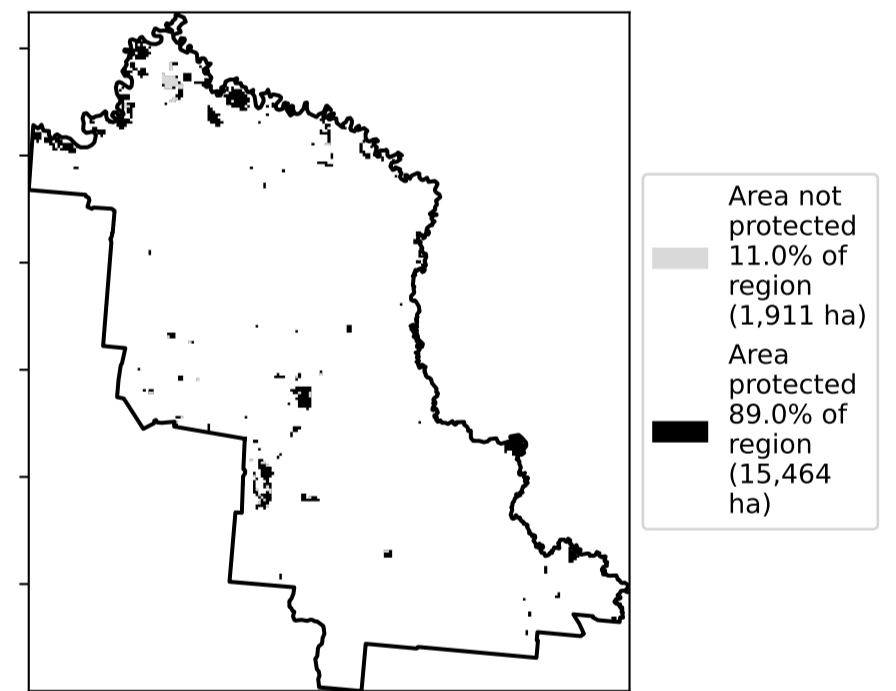 Area not
protected
11.0% of
region
(1,911 ha)
Area
protected
89.0% of
region
(15,464
ha)